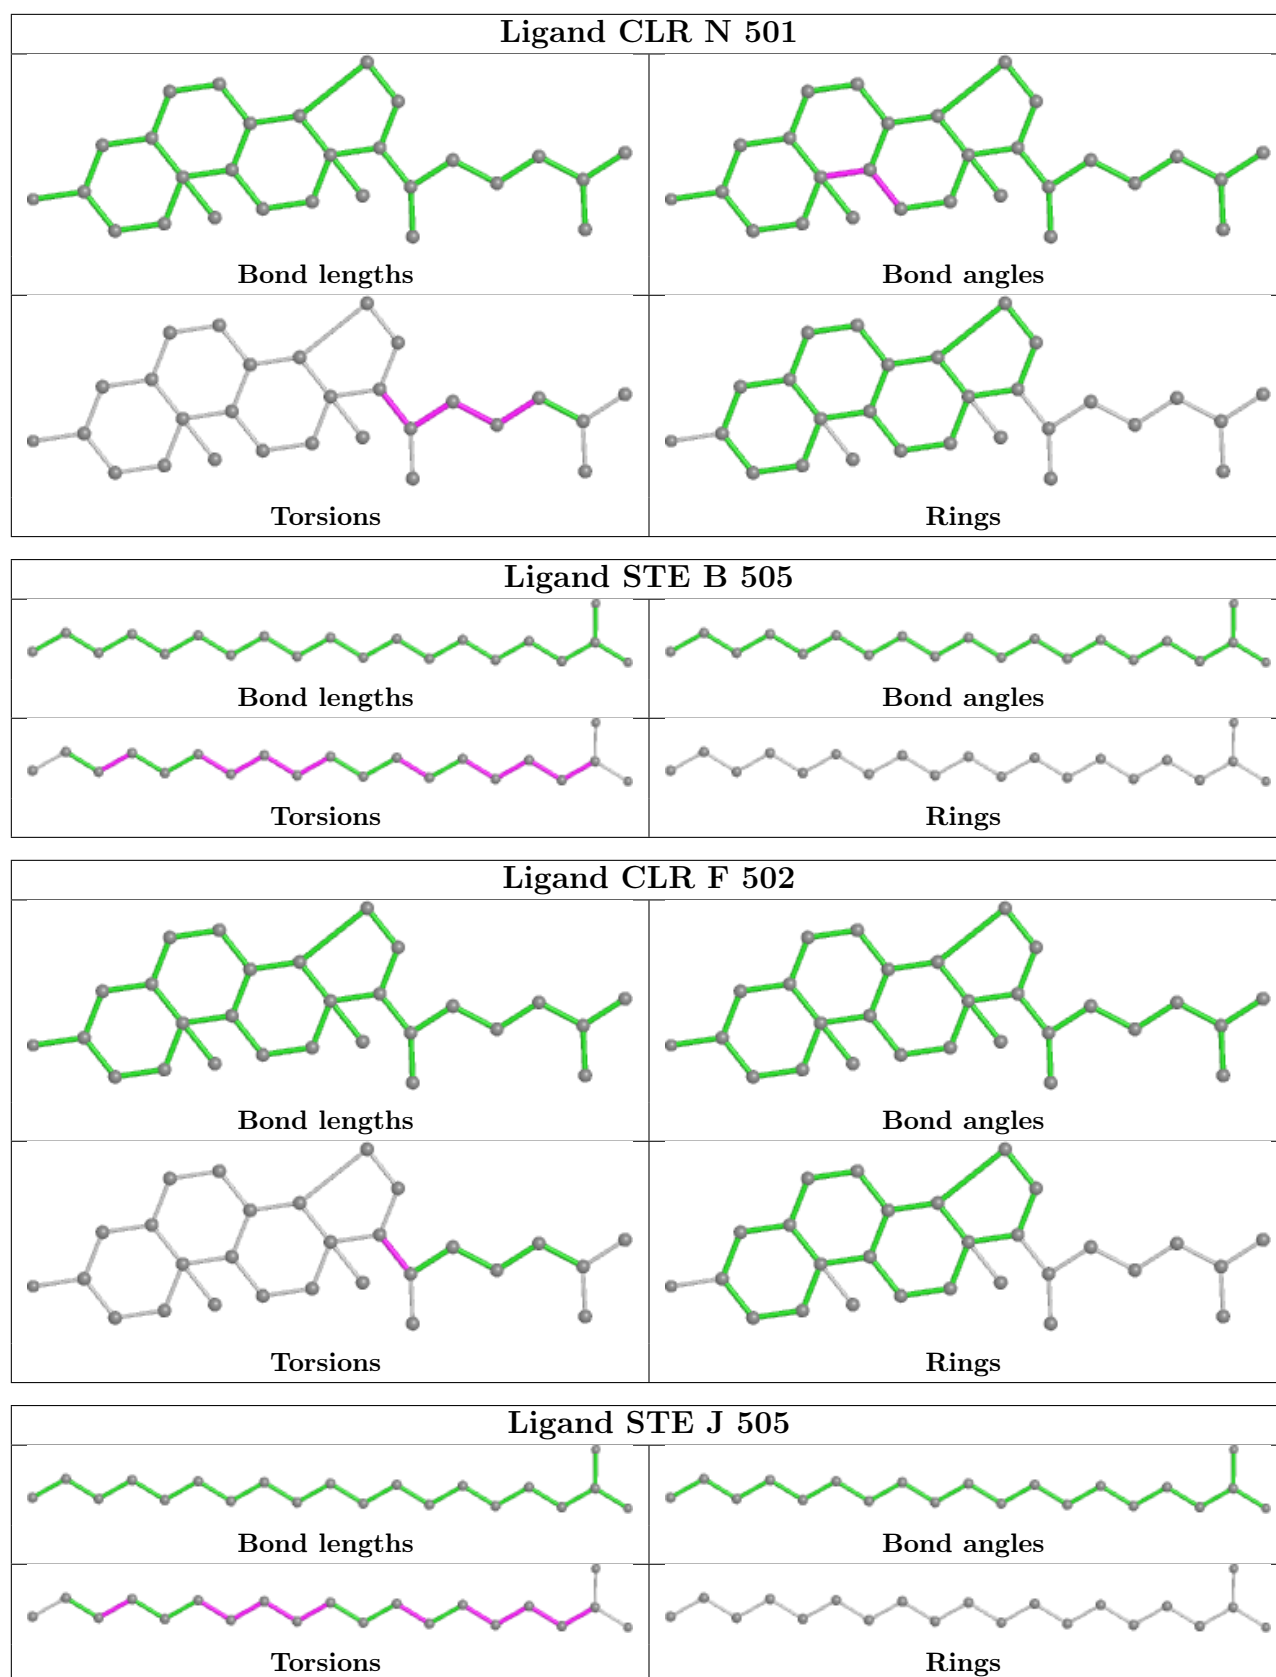 Ligand CLR N 501
Bond lengths
Bond angles
Torsions
Rings
Ligand STE B 505
Bond lengths
Bond angles
Torsions
Rings
Ligand CLR F 502
Bond lengths
Bond angles
Torsions
Rings
Ligand STE J 505
Bond lengths
Bond angles
Torsions
Rings